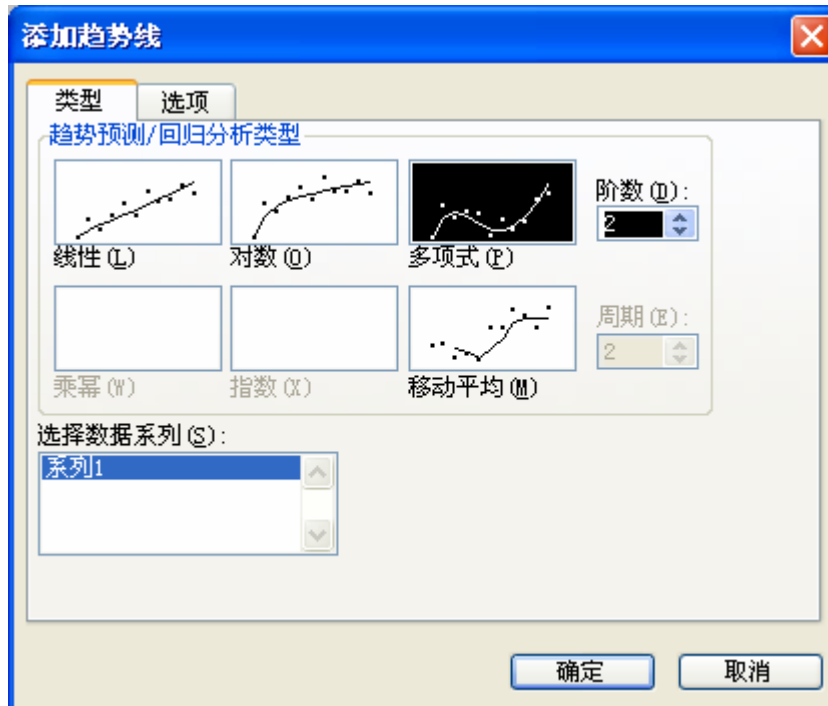 添加趋势线
类型 选项
趋势预测/回归分析类型
阶数(D):
2
线性(L) 对数(O) 多项式(P)
周期(E):
2
乘幂(W) 指数(X) 移动平均(M)
选择数据系列(S):
系列1
确定 取消